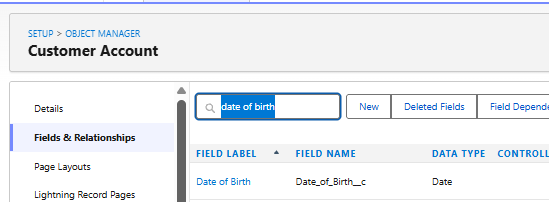 SETUP > OBJECT MANAGER
Customer Account
Details
Fields & Relationships
Page Layouts
Lightning Record Pages
date of birth
New
Deleted Fields
Field Depende
FIELD LABEL FIELD NAME DATA TYPE CONTROLL
Date of Birth Date_of_Birth__c Date